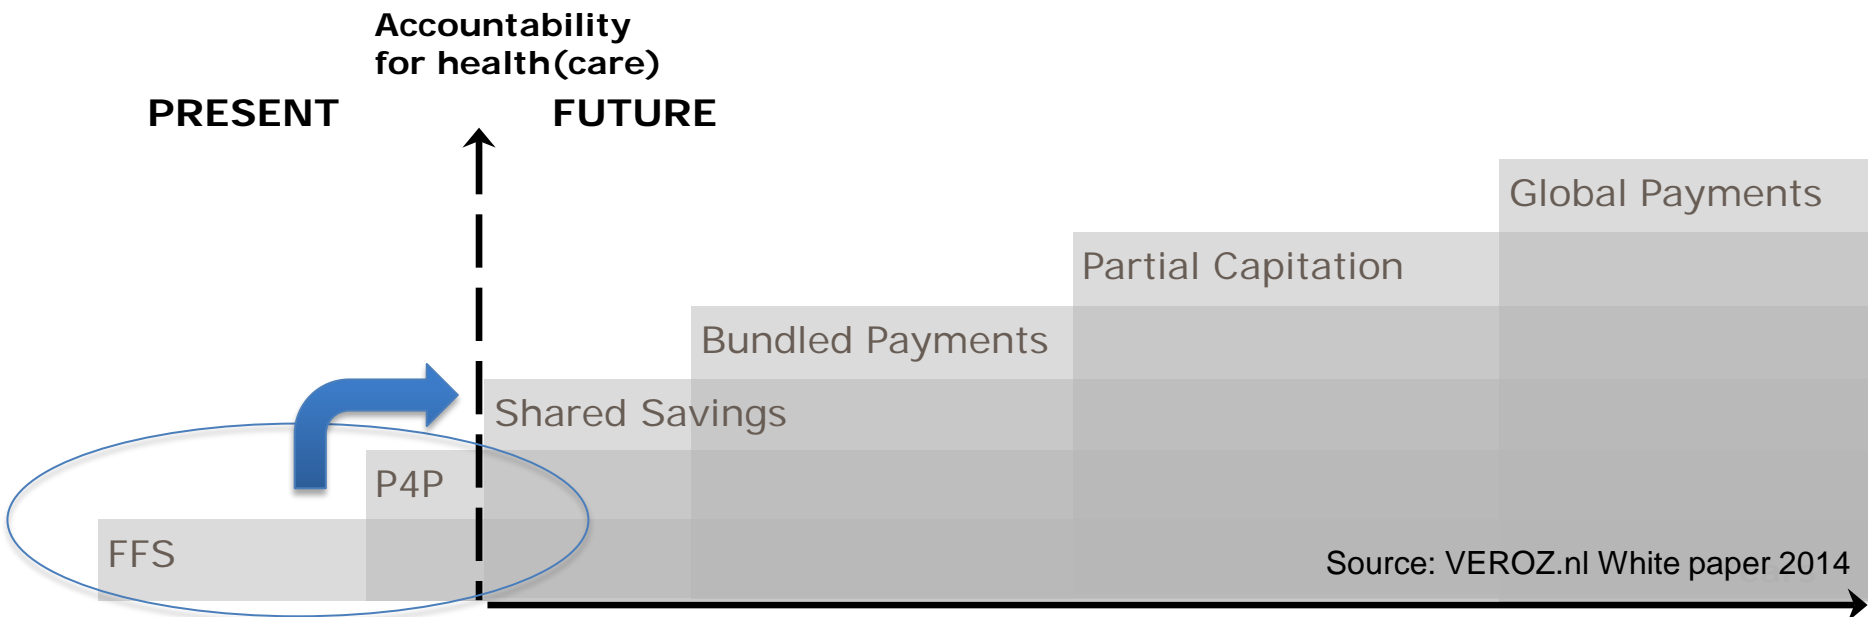 Accountability
for health(care)
PRESENT
FUTURE
Global Payments
Partial Capitation
Bundled Payments
Shared Savings
P4P
FFS
Source: VEROZ.nl White paper 2014